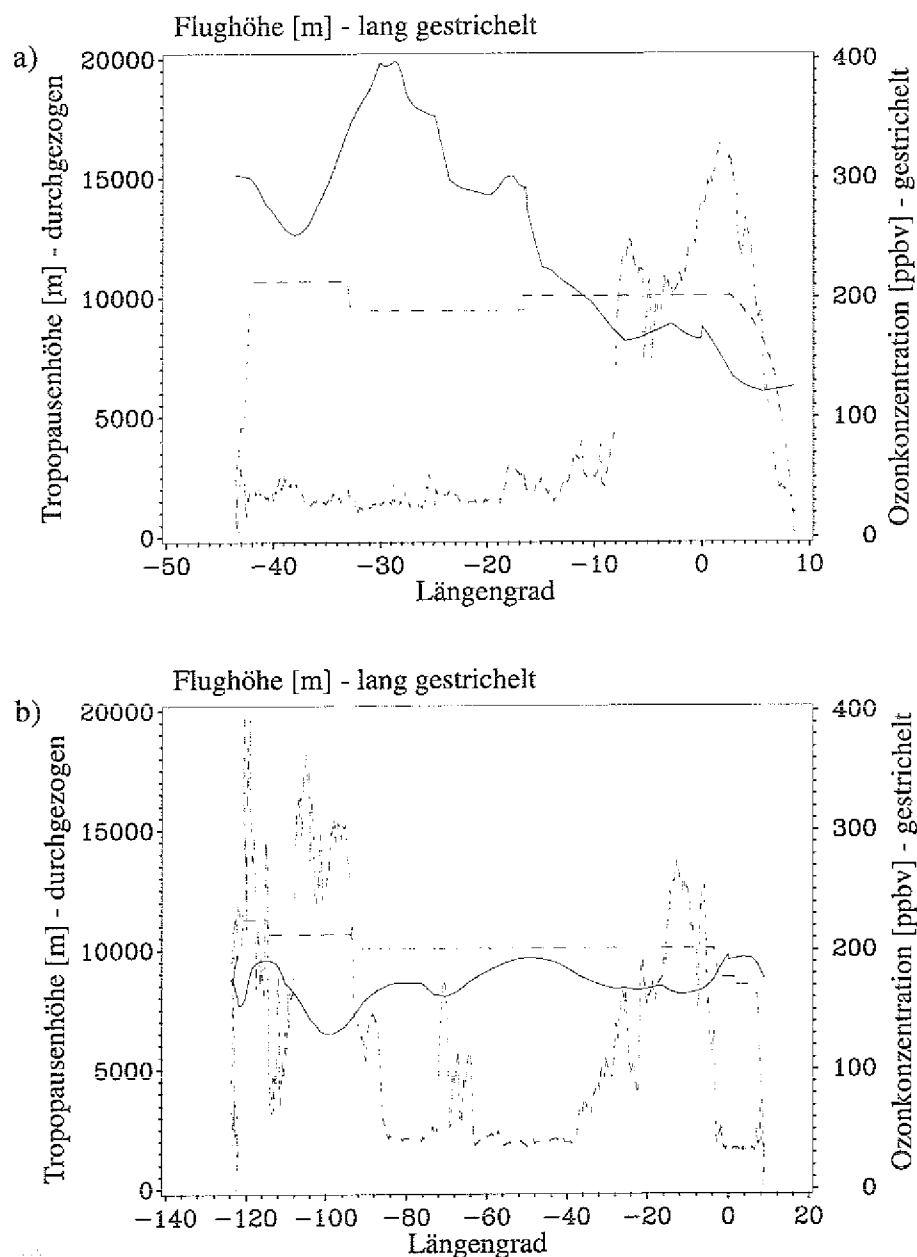 Flughöhe [m] - lang gestrichelt
a)
Tropopausenhöhe [m] - durchgezogen
20000
15000
10000
5000
0
400
300
200
100
0
Ozonkonzentration [ppbv] - gestrichelt
-50 -40 -30 -20 -10 0 10
Längengrad
Flughöhe [m] - lang gestrichelt
b)
Tropopausenhöhe [m] - durchgezogen
20000
15000
10000
5000
0
400
300
200
100
0
Ozonkonzentration [ppbv] - gestrichelt
-140 -120 -100 -80 -60 -40 -20 0 20
Längengrad